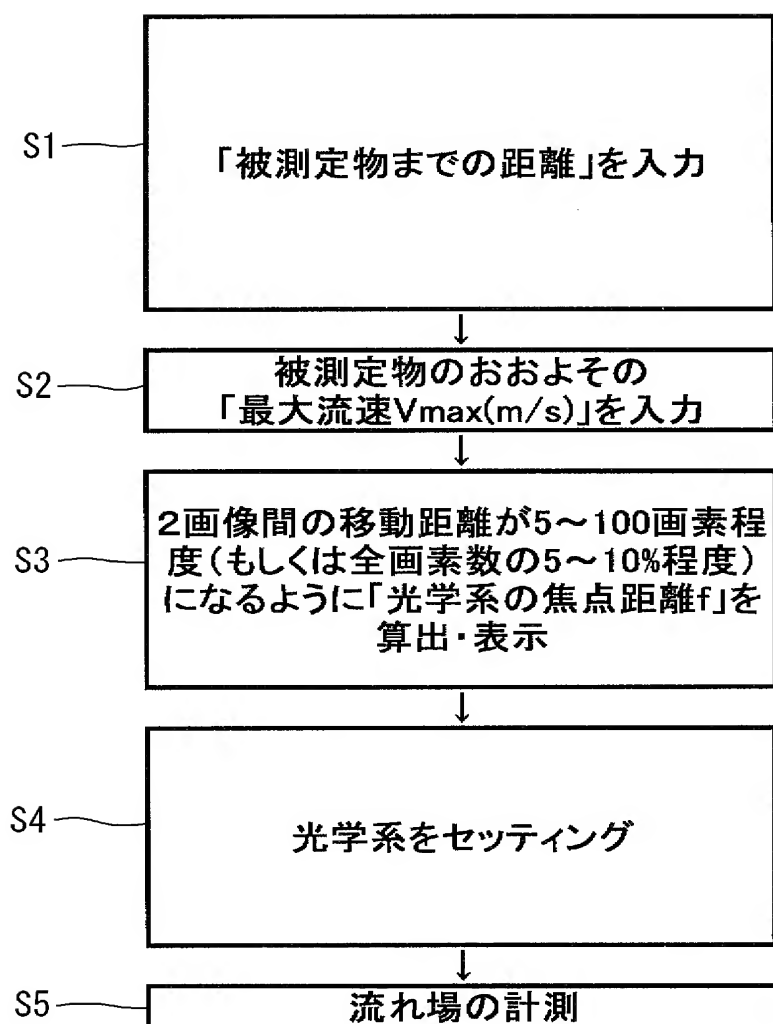 S1
「被測定物までの距離」を入力
↓
S2
被測定物のおおよその
「最大流速Vmax(m/s)」を入力
↓
S3
2画像間の移動距離が5〜100画素程
度(もしくは全画素数の5〜10%程度)
になるように「光学系の焦点距離f」を
算出・表示
↓
S4
光学系をセッティング
↓
S5
流れ場の計測